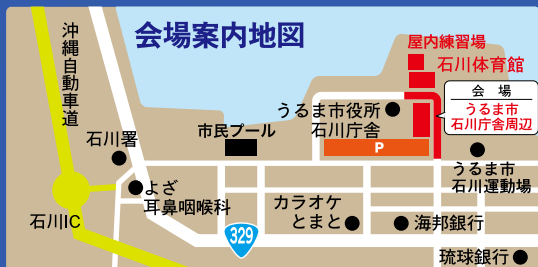 会場案内地図
沖縄自動車道
屋内練習場
石川体育館
会　場
うるま市
石川庁舎周辺
うるま市役所
石川庁舎
市民プール
石川署
P
うるま市
石川運動場
よざ
耳鼻咽喉科
カラオケ
とまと
石川IC
海邦銀行
329
琉球銀行